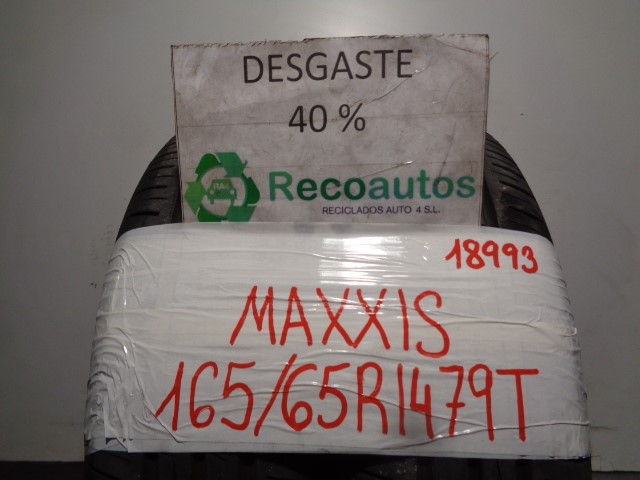 DESGASTE
40 %
Recoautos
RECICLADOS AUTO 4 S.L.
18993
MAXXIS
165/65R1479T